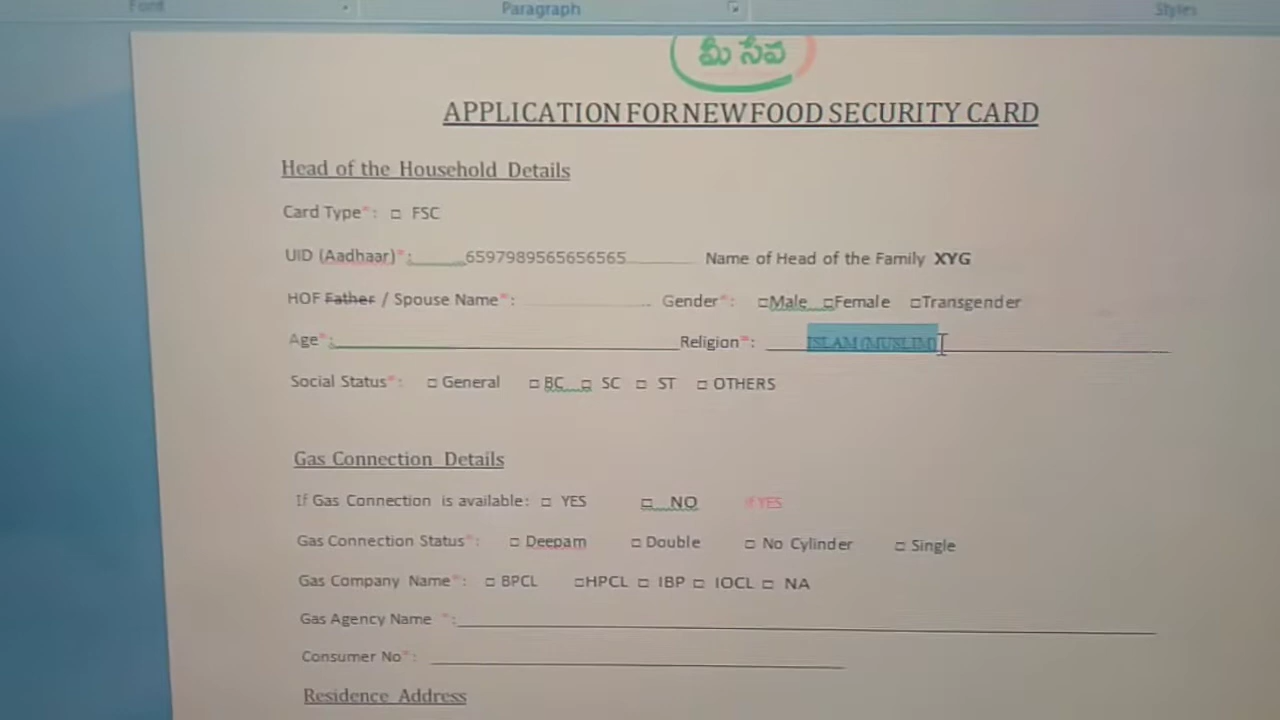 Font Paragraph Styles
మీ సేవ
APPLICATION FOR NEW FOOD SECURITY CARD
Head of the Household Details
Card Type*: □ FSC
UID (Aadhaar)*: 6597989565656565 Name of Head of the Family XYG
HOF Father / Spouse Name*: Gender*: □Male □Female □Transgender
Age*: Religion*: ISLAM (MUSLIM)
Social Status*: □ General □ BC □ SC □ ST □ OTHERS
Gas Connection Details
If Gas Connection is available: □ YES □ NO IF YES
Gas Connection Status*: □ Deepam □ Double □ No Cylinder □ Single
Gas Company Name*: □ BPCL □HPCL □ IBP □ IOCL □ NA
Gas Agency Name *:
Consumer No*:
Residence Address